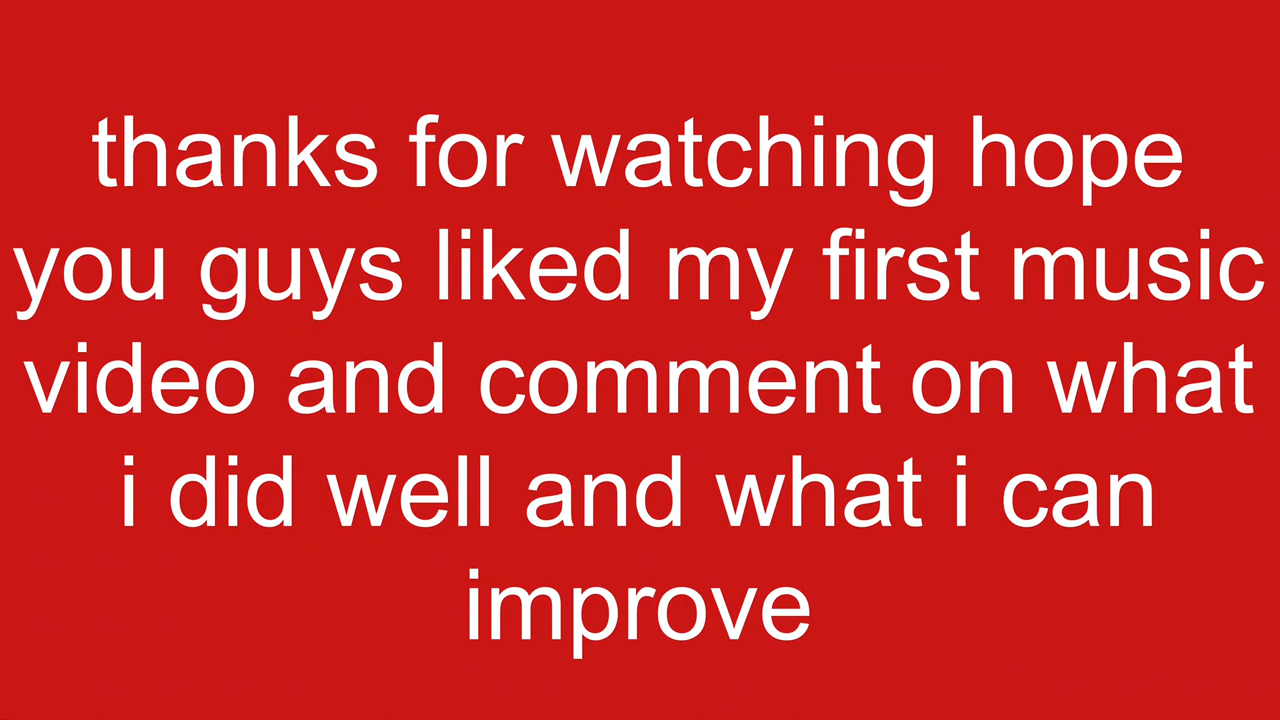 thanks for watching hope
you guys liked my first music
video and comment on what
i did well and what i can
improve